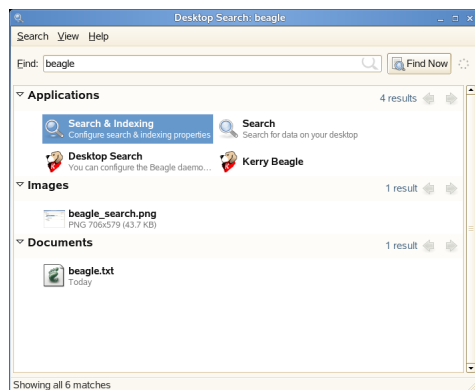 Desktop Search: beagle
Search View Help
Find: beagle Find Now
Applications 4 results
Search & Indexing
Configure search & indexing properties
Search
Search for data on your desktop
Desktop Search
You can configure the Beagle daemo...
Kerry Beagle
Images 1 result
beagle_search.png
PNG 706x579 (43.7 KB)
Documents 1 result
beagle.txt
Today
Showing all 6 matches